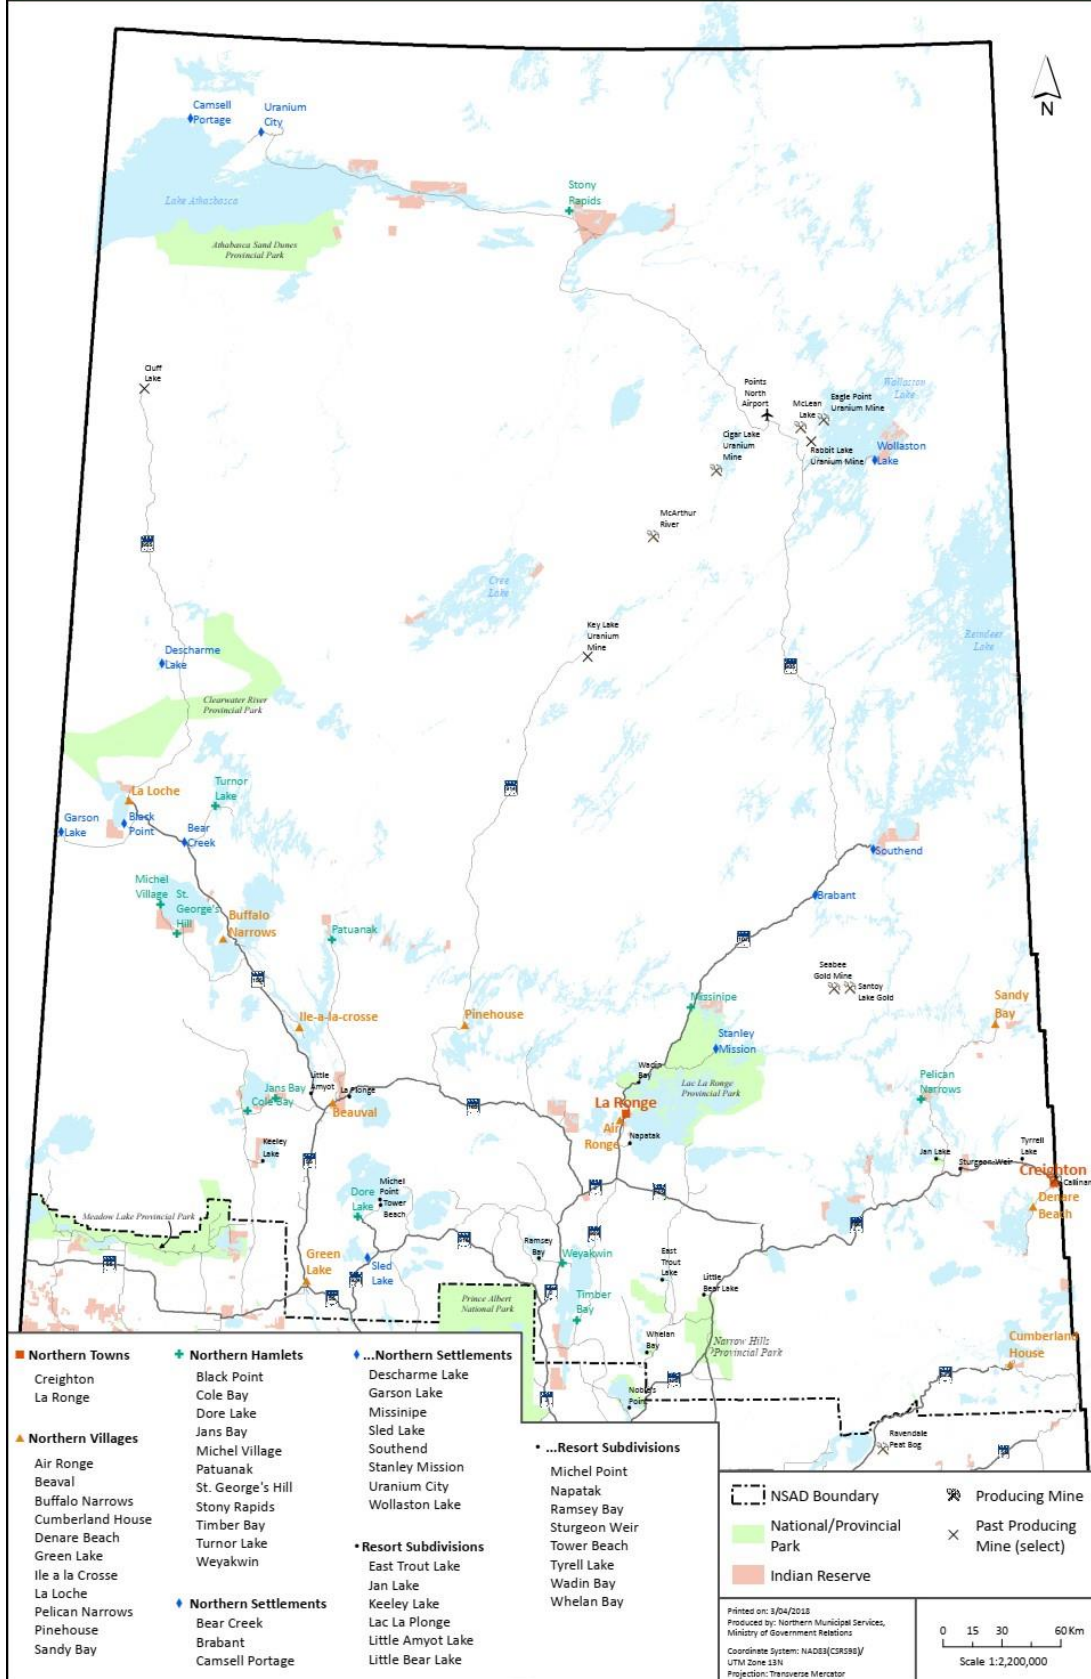 N
Camsell
Portage
Uranium
City
Stony
Rapids
Lake Athabasca
Athabasca Sand Dunes
Provincial Park
Cluff
Lake
Points
North
Airport
McLean
Lake
Eagle Point
Uranium Mine
Wollaston
Lake
Cigar Lake
Uranium
Mine
Rabbit Lake
Uranium Mine
Wollaston
Lake
McArthur
River
Cree
Lake
Key Lake
Uranium
Mine
Reindeer
Lake
Descharme
Lake
Clearwater River
Provincial Park
La Loche
Turnor
Lake
Garson
Lake
Black
Point
Bear
Creek
Southend
Michel
Village
St.
George's
Hill
Buffalo
Narrows
Patuanak
Brabant
Seabee
Gold Mine
Santoy
Lake Gold
Ile-a-la-crosse
Pinehouse
Missinipe
Sandy
Bay
Stanley
Mission
Wadin
Bay
Lac La Ronge
Provincial Park
Pelican
Narrows
Jans Bay
Cole Bay
Little
Amyot
La Plonge
Beauval
La Ronge
Air
Ronge
Napatak
Keeley
Lake
Jan Lake
Sturgeon Weir
Tyrrell
Lake
Creighton
Callinan
Denare
Beach
Michel
Point
Tower
Beach
Dore
Lake
Meadow Lake Provincial Park
Ramsey
Bay
Weyakwin
East
Trout
Lake
Green
Lake
Sled
Lake
Little
Bear Lake
Timber
Bay
Prince Albert
National Park
Whelan
Bay
Narrow Hills
Provincial Park
Cumberland
House
Noble's
Point
Ravendale
Peat Bog
Northern Towns
Creighton
La Ronge
Northern Villages
Air Ronge
Beaval
Buffalo Narrows
Cumberland House
Denare Beach
Green Lake
Ile a la Crosse
La Loche
Pelican Narrows
Pinehouse
Sandy Bay
Northern Hamlets
Black Point
Cole Bay
Dore Lake
Jans Bay
Michel Village
Patuanak
St. George's Hill
Stony Rapids
Timber Bay
Turnor Lake
Weyakwin
Northern Settlements
Bear Creek
Brabant
Camsell Portage
...Northern Settlements
Descharme Lake
Garson Lake
Missinipe
Sled Lake
Southend
Stanley Mission
Uranium City
Wollaston Lake
Resort Subdivisions
East Trout Lake
Jan Lake
Keeley Lake
Lac La Plonge
Little Amyot Lake
Little Bear Lake
...Resort Subdivisions
Michel Point
Napatak
Ramsey Bay
Sturgeon Weir
Tower Beach
Tyrell Lake
Wadin Bay
Whelan Bay
NSAD Boundary
National/Provincial
Park
Indian Reserve
Producing Mine
Past Producing
Mine (select)
Printed on: 3/04/2018
Produced by: Northern Municipal Services,
Ministry of Government Relations
Coordinate System: NAD83(CSRS98)/
UTM Zone 13N
Projection: Transverse Mercator
0 15 30 60 Km
Scale 1:2,200,000